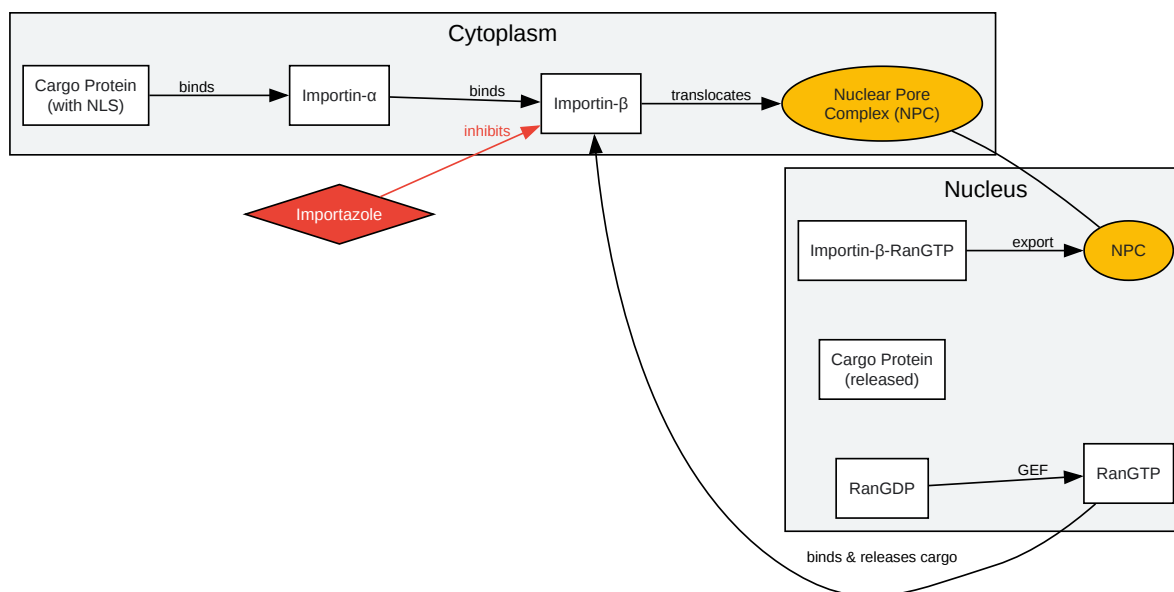 Cytoplasm
Cargo Protein
(with NLS)
binds
Importin-α
binds
Importin-β
translocates
Nuclear Pore
Complex (NPC)
inhibits
Importazole
Nucleus
Importin-β-RanGTP
export
NPC
Cargo Protein
(released)
RanGDP
GEF
RanGTP
binds & releases cargo